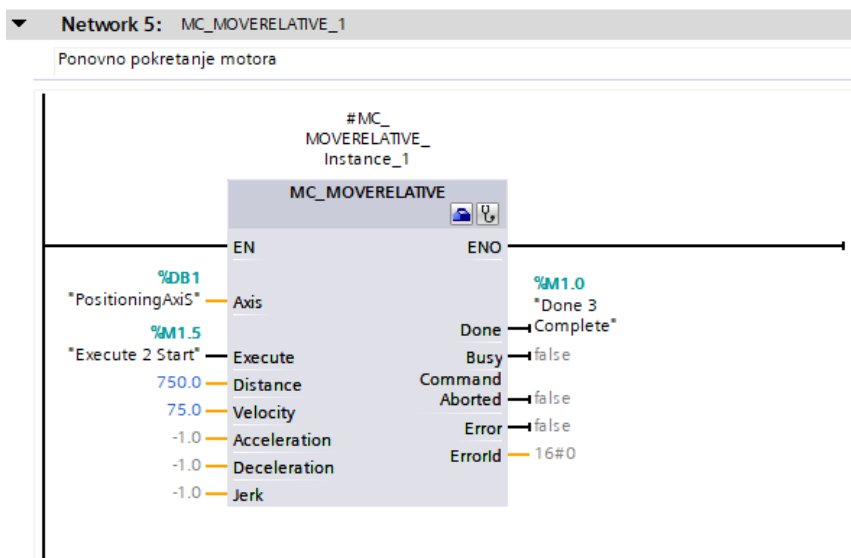 Network 5: MC_MOVERELATIVE_1
Ponovno pokretanje motora
#MC_
MOVERELATIVE_
Instance_1
MC_MOVERELATIVE
EN ENO
%DB1
"PositioningAxiS" Axis
%M1.0
"Done 3
Done Complete"
%M1.5
"Execute 2 Start" Execute
Busy false
750.0 Distance
Command
Aborted false
75.0 Velocity
Error false
-1.0 Acceleration
ErrorId 16#0
-1.0 Deceleration
-1.0 Jerk